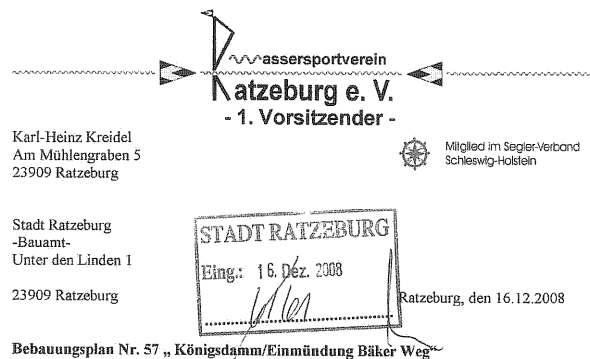 assersportverein
Ratzeburg e. V.
- 1. Vorsitzender -
Karl-Heinz Kreidel
Am Mühlengraben 5
23909 Ratzeburg
Mitglied im Segler-Verband
Schleswig-Holstein
Stadt Ratzeburg
-Bauamt-
Unter den Linden 1
23909 Ratzeburg
STADT RATZEBURG
Eing.: 16. Dez. 2008
Ratzeburg, den 16.12.2008
Bebauungsplan Nr. 57 „ Königsdamm/Einmündung Bäker Weg“